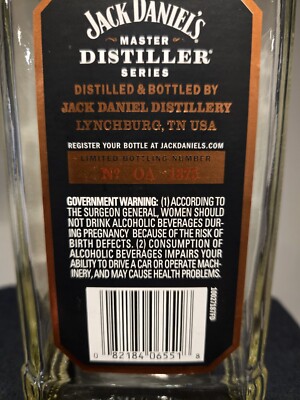 JACK DANIEL'S
MASTER
DISTILLER
SERIES
DISTILLED & BOTTLED BY
JACK DANIEL DISTILLERY
LYNCHBURG, TN USA
REGISTER YOUR BOTTLE AT JACKDANIELS.COM
LIMITED BOTTLING NUMBER
Nº OA
GOVERNMENT WARNING: (1) ACCORDING TO
THE SURGEON GENERAL, WOMEN SHOULD
NOT DRINK ALCOHOLIC BEVERAGES DUR-
ING PREGNANCY BECAUSE OF THE RISK OF
BIRTH DEFECTS. (2) CONSUMPTION OF
ALCOHOLIC BEVERAGES IMPAIRS YOUR
ABILITY TO DRIVE A CAR OR OPERATE MACH-
INERY, AND MAY CAUSE HEALTH PROBLEMS.
0 82184 06551 8